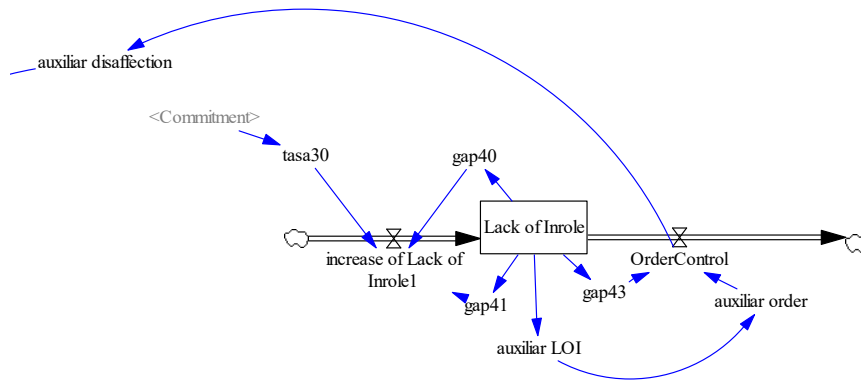 auxiliar disaffection
<Commitment>
tasa30
gap40
Lack of Inrole
increase of Lack of
Inrole1
OrderControl
gap41
gap43
auxiliar order
auxiliar LOI